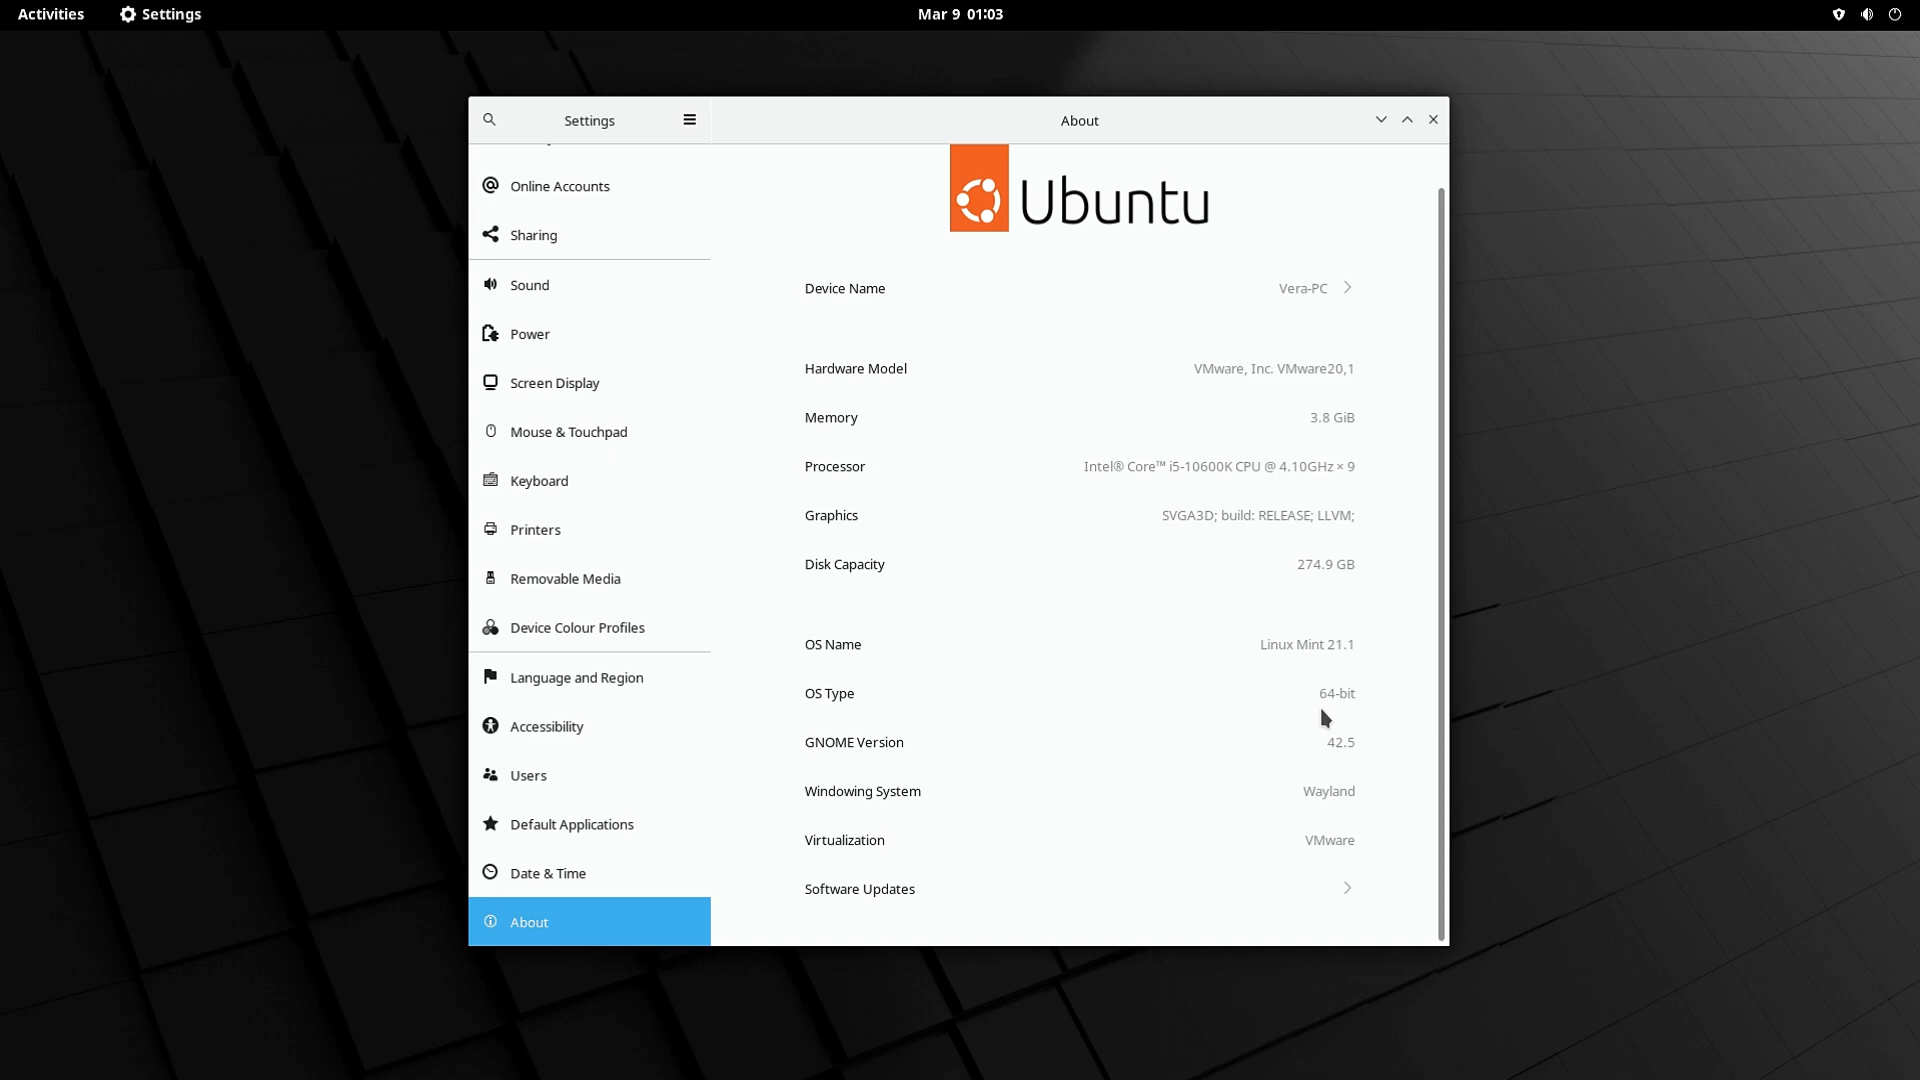 Activities
Settings
Mar 9 01:03
Settings
About
Online Accounts
Sharing
Sound
Power
Screen Display
Mouse & Touchpad
Keyboard
Printers
Removable Media
Device Colour Profiles
Language and Region
Accessibility
Users
Default Applications
Date & Time
About
Ubuntu
Device Name Vera-PC
Hardware Model VMware, Inc. VMware20,1
Memory 3.8 GiB
Processor Intel® Core™ i5-10600K CPU @ 4.10GHz × 9
Graphics SVGA3D; build: RELEASE; LLVM;
Disk Capacity 274.9 GB
OS Name Linux Mint 21.1
OS Type 64-bit
GNOME Version 42.5
Windowing System Wayland
Virtualization VMware
Software Updates